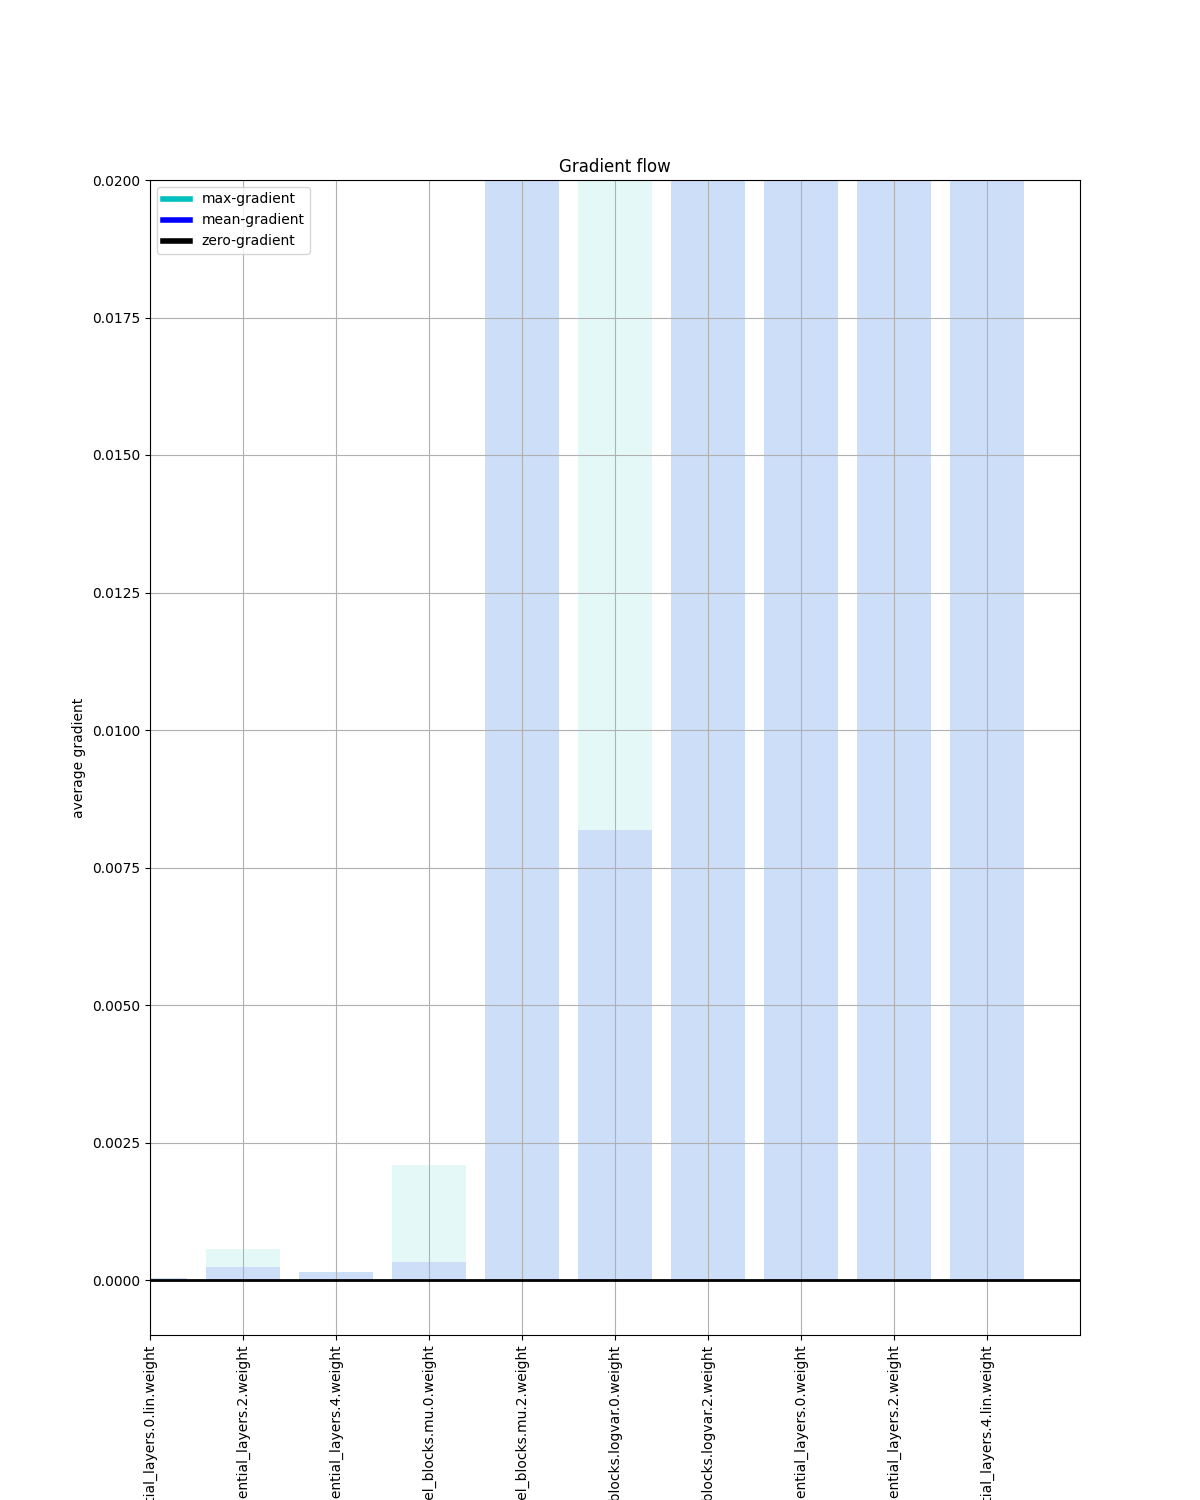 Gradient flow
max-gradient
mean-gradient
zero-gradient
0.0200
0.0175
0.0150
0.0125
0.0100
0.0075
0.0050
0.0025
0.0000
average gradient
tial_layers.0.lin.weight
ential_layers.2.weight
ential_layers.4.weight
el_blocks.mu.0.weight
el_blocks.mu.2.weight
blocks.logvar.0.weight
blocks.logvar.2.weight
ential_layers.0.weight
ential_layers.2.weight
tial_layers.4.lin.weight